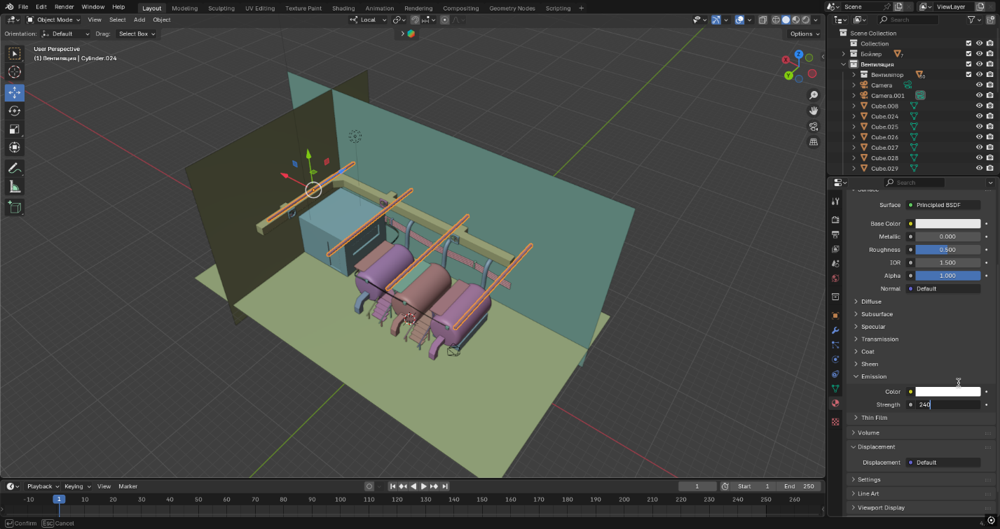 File Edit Render Window Help Layout Modeling Sculpting UV Editing Texture Paint Shading Animation Rendering Compositing Geometry Nodes Scripting + Scene ViewLayer
Object Mode View Select Add Object Local Search
Orientation: Default Drag: Select Box Options
User Perspective
(1) Вентиляция | Cylinder.024
Z
X
Y
Scene Collection
Collection
Бойлер 7
Вентиляция
Вентилятор
Camera
Camera.001
Cube.008
Cube.024
Cube.025
Cube.026
Cube.027
Cube.028
Cube.029
Search
Surface
Surface Principled BSDF
Base Color
Metallic 0.000
Roughness 0.500
IOR 1.500
Alpha 1.000
Normal Default
Diffuse
Subsurface
Specular
Transmission
Coat
Sheen
Emission
Color
Strength 240
Thin Film
Volume
Displacement
Displacement Default
Settings
Line Art
Viewport Display
Playback Keying View Marker 1 Start 1 End 250
-10 1 10 20 30 40 50 60 70 80 90 100 110 120 130 140 150 160 170 180 190 200 210 220 230 240 250 260
Confirm Esc Cancel